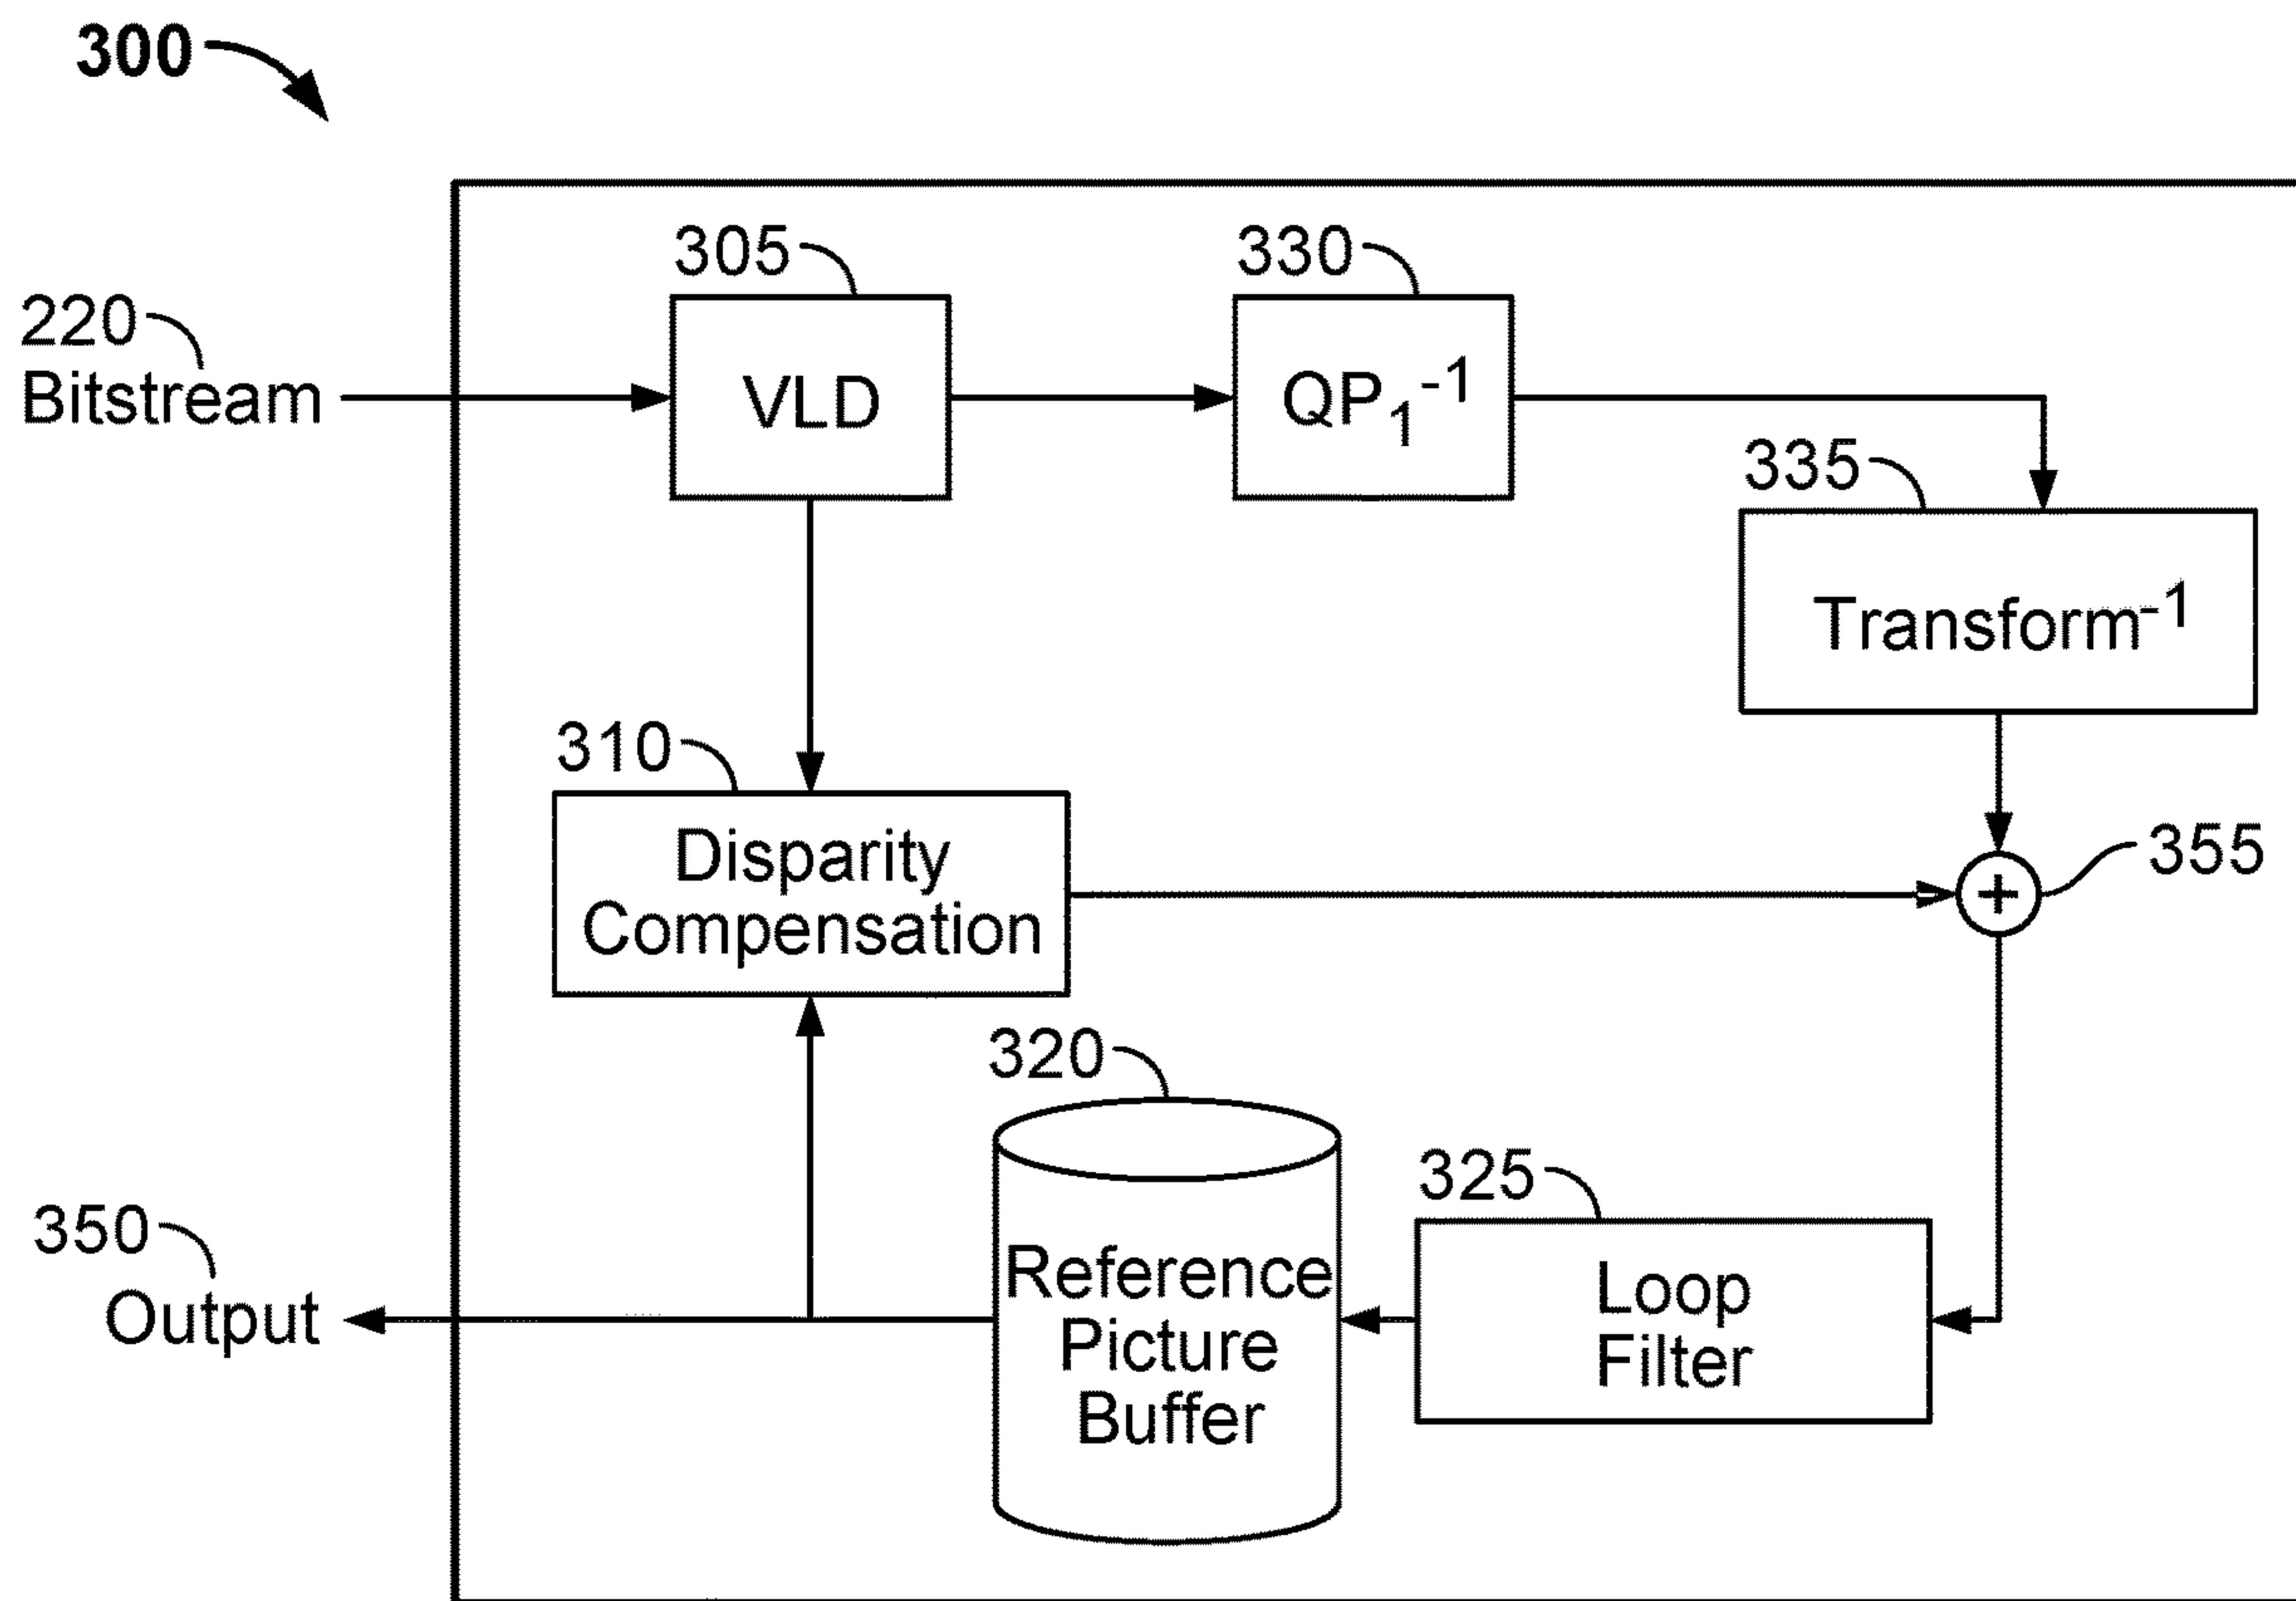 300
305
330
220
Bitstream
VLD
QP₁⁻¹
335
Transform⁻¹
310
Disparity
Compensation
+
355
320
Reference
Picture
Buffer
325
Loop
Filter
350
Output